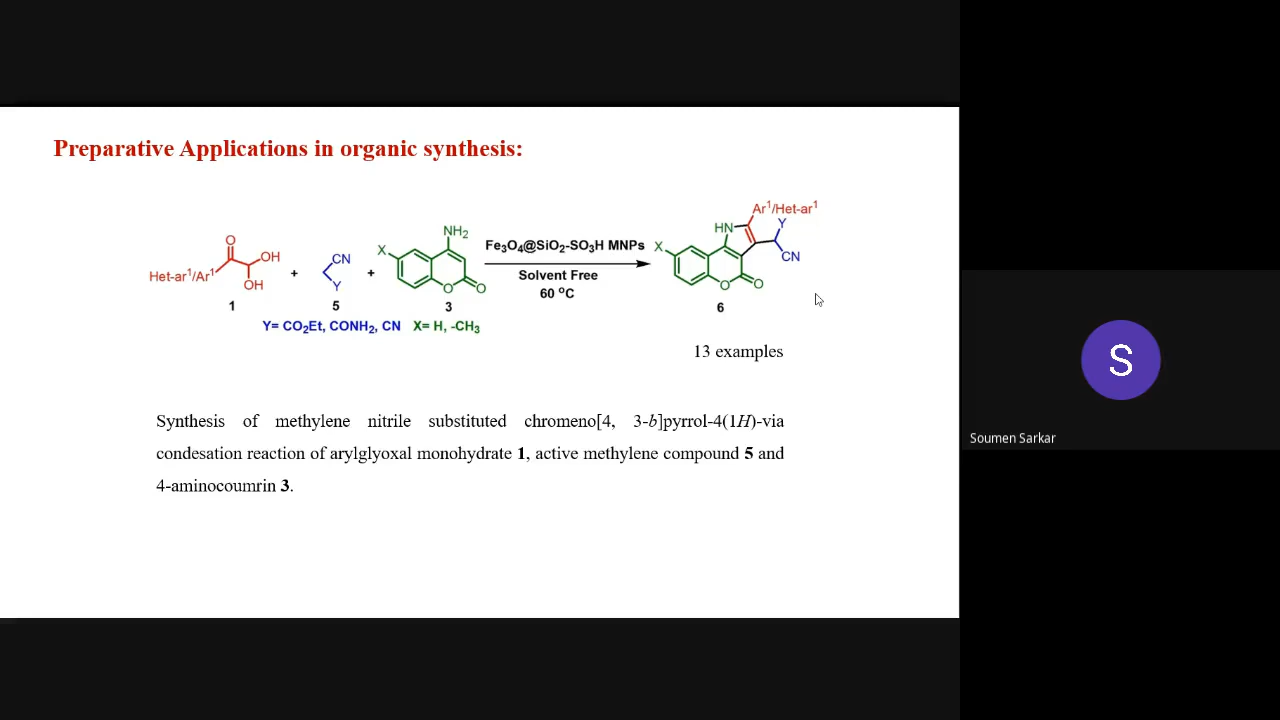 Preparative Applications in organic synthesis:
Het-ar¹/Ar¹
O
OH
OH
1
+
CN
Y
5
+
X
NH₂
O
O
3
Y= CO₂Et, CONH₂, CN X= H, -CH₃
Fe₃O₄@SiO₂-SO₃H MNPs
Solvent Free
60 °C
X
HN
Ar¹/Het-ar¹
Y
CN
O
O
6
13 examples
Synthesis of methylene nitrile substituted chromeno[4, 3-b]pyrrol-4(1H)-via
condesation reaction of arylglyoxal monohydrate 1, active methylene compound 5 and
4-aminocoumrin 3.
S
Soumen Sarkar